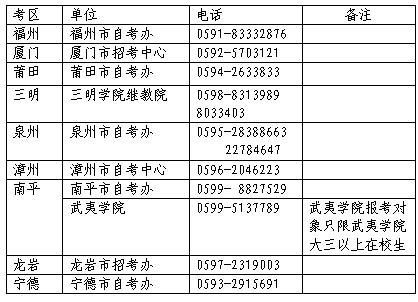 考区 单位 电话 备注
福州 福州市自考办 0591-83332876
厦门 厦门市招考中心 0592-5703121
莆田 莆田市自考办 0594-2633833
三明 三明学院继教院 0598-8313989
8033403
泉州 泉州市自考办 0595-28388663
22784647
漳州 漳州市自考中心 0596-2046223
南平 南平市自考办 0599- 8827529
武夷学院 0599-5137789 武夷学院报考对
象只限武夷学院
大三以上在校生
龙岩 龙岩市招考办 0597-2319003
宁德 宁德市自考办 0593-2915691